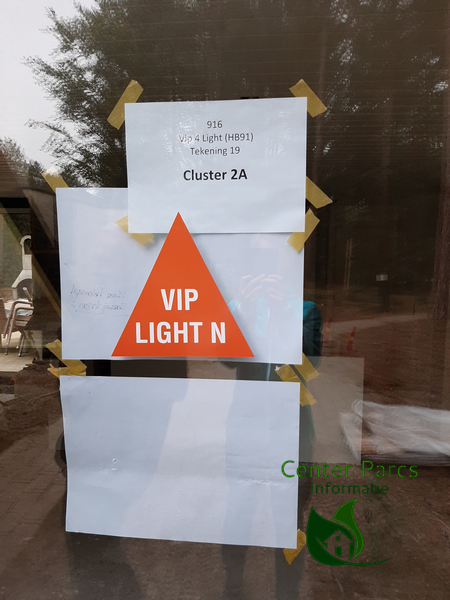 916
Vip 4 Light (HB91)
Tekening 19
Cluster 2A
VIP
LIGHT N
Center Parcs
Informatie